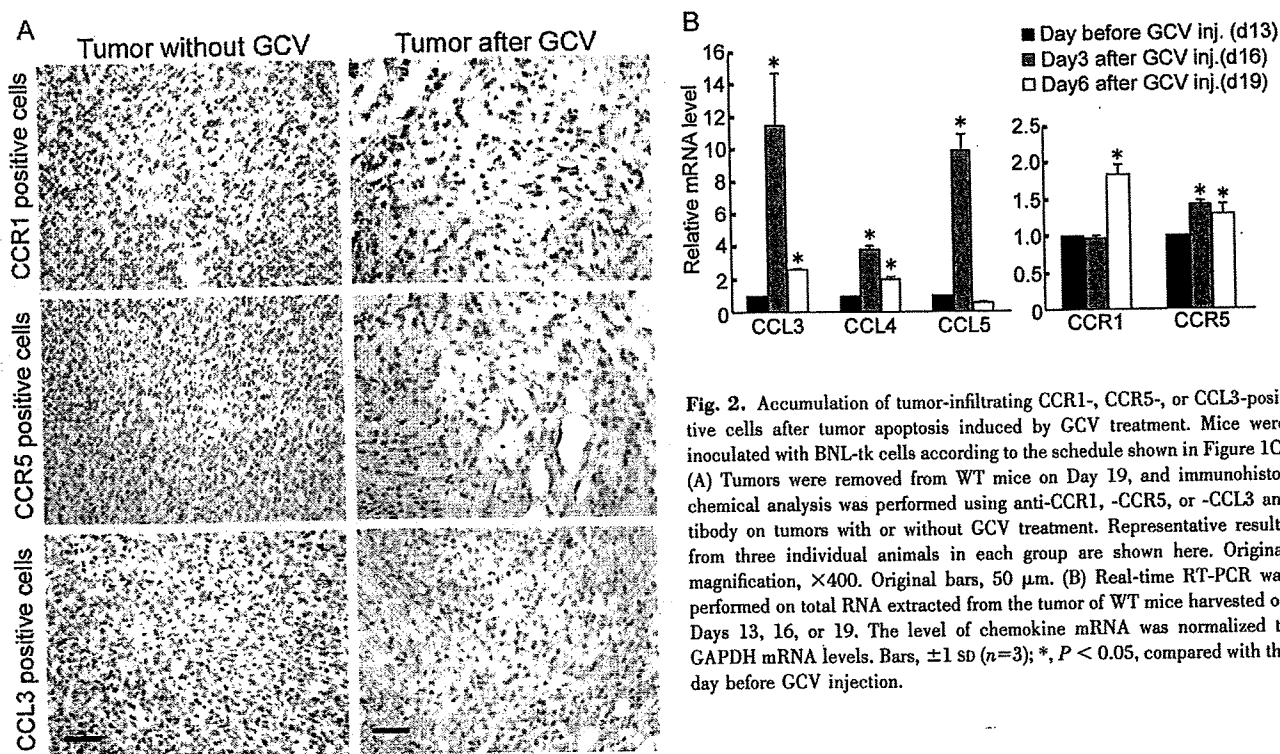 A
Tumor without GCV
Tumor after GCV
CCR1 positive cells
CCR5 positive cells
CCL3 positive cells
B
Day before GCV inj. (d13)
Day3 after GCV inj.(d16)
Day6 after GCV inj.(d19)
Relative mRNA level
16
14
12
10
8
6
4
2
0
* * * * *
CCL3 CCL4 CCL5
2.5
2.0
1.5
1.0
0.5
0
* * *
CCR1 CCR5
Fig. 2. Accumulation of tumor-infiltrating CCR1-, CCR5-, or CCL3-posi
tive cells after tumor apoptosis induced by GCV treatment. Mice were
inoculated with BNL-tk cells according to the schedule shown in Figure 1C
(A) Tumors were removed from WT mice on Day 19, and immunohisto
chemical analysis was performed using anti-CCR1, -CCR5, or -CCL3 an
tibody on tumors with or without GCV treatment. Representative result
from three individual animals in each group are shown here. Origina
magnification, ×400. Original bars, 50 μm. (B) Real-time RT-PCR wa
performed on total RNA extracted from the tumor of WT mice harvested o
Days 13, 16, or 19. The level of chemokine mRNA was normalized t
GAPDH mRNA levels. Bars, ±1 SD (n=3); *, P < 0.05, compared with th
day before GCV injection.